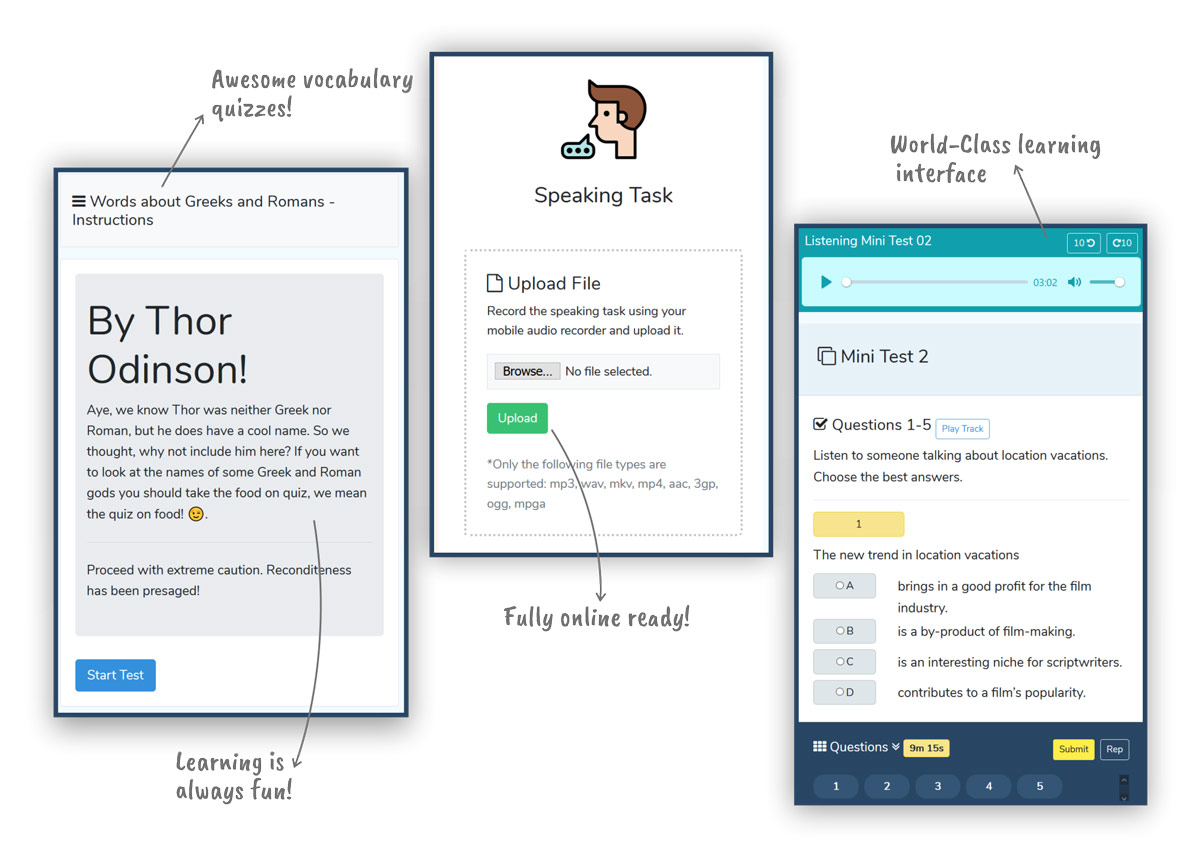 Awesome vocabulary
quizzes!
Words about Greeks and Romans -
Instructions
By Thor
Odinson!
Aye, we know Thor was neither Greek nor
Roman, but he does have a cool name. So we
thought, why not include him here? If you want
to look at the names of some Greek and Roman
gods you should take the food on quiz, we mean
the quiz on food! 😉.
Proceed with extreme caution. Reconditeness
has been presaged!
Start Test
Learning is
always fun!
Speaking Task
Upload File
Record the speaking task using your
mobile audio recorder and upload it.
Browse... No file selected.
Upload
*Only the following file types are
supported: mp3, wav, mkv, mp4, aac, 3gp,
ogg, mpga
Fully online ready!
World-Class learning
interface
Listening Mini Test 02 10 10
03:02
Mini Test 2
Questions 1-5 Play Track
Listen to someone talking about location vacations.
Choose the best answers.
1
The new trend in location vacations
A brings in a good profit for the film
industry.
B is a by-product of film-making.
C is an interesting niche for scriptwriters.
D contributes to a film's popularity.
Questions 9m 15s Submit Rep
1 2 3 4 5